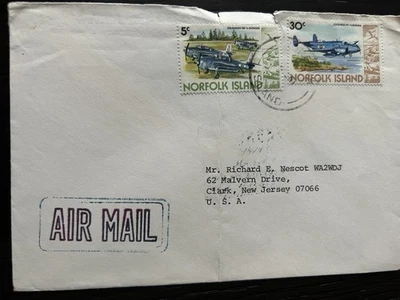 5c
NORFOLK ISLAND
30c
NORFOLK ISLAND
Mr. Richard E. Nescot WA2WDJ
62 Malvern Drive,
Clark, New Jersey 07066
U. S. A.
AIR MAIL